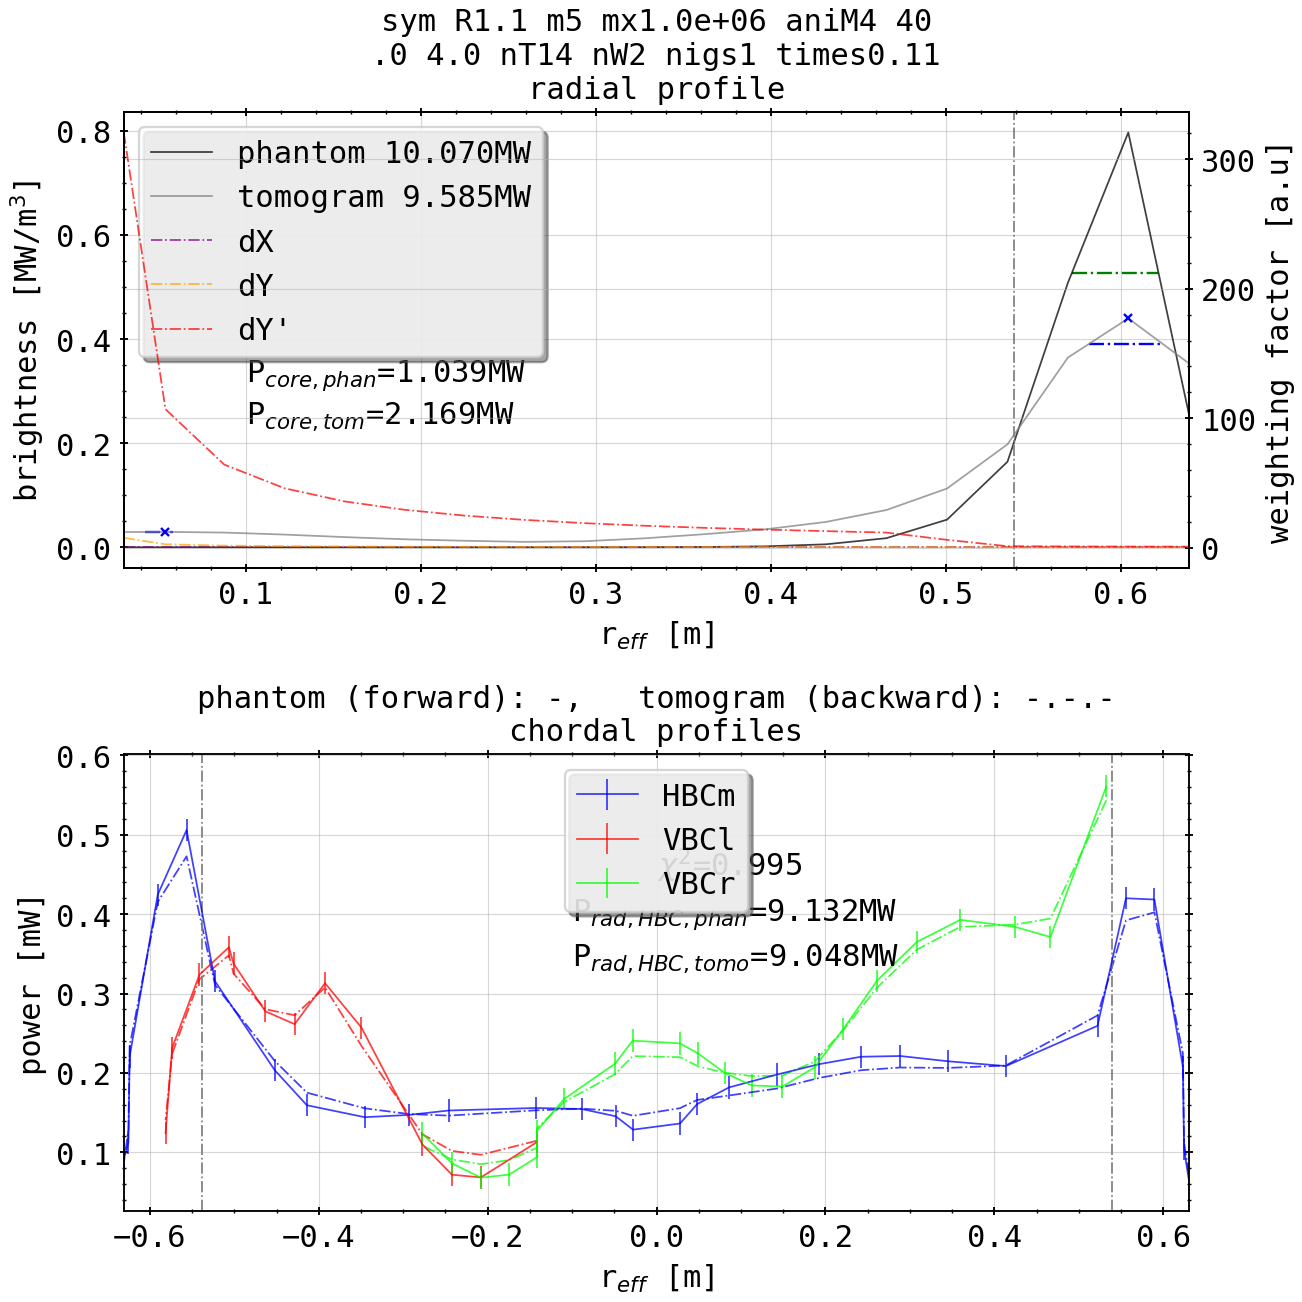 sym R1.1 m5 mx1.0e+06 aniM4 40
.0 4.0 nT14 nW2 nigs1 times0.11
radial profile
brightness [MW/m³]
0.8
0.6
0.4
0.2
0.0
phantom 10.070MW
tomogram 9.585MW
dX
dY
dY'
P_core,phan=1.039MW
P_core,tom=2.169MW
300
200
100
0
weighting factor [a.u]
0.1 0.2 0.3 0.4 0.5 0.6
r_eff [m]
phantom (forward): -, tomogram (backward): -.-.-
chordal profiles
power [mW]
0.6
0.5
0.4
0.3
0.2
0.1
HBCm
VBCl
VBCr
χ²=0.995
P_rad,HBC,phan=9.132MW
P_rad,HBC,tomo=9.048MW
−0.6 −0.4 −0.2 0.0 0.2 0.4 0.6
r_eff [m]